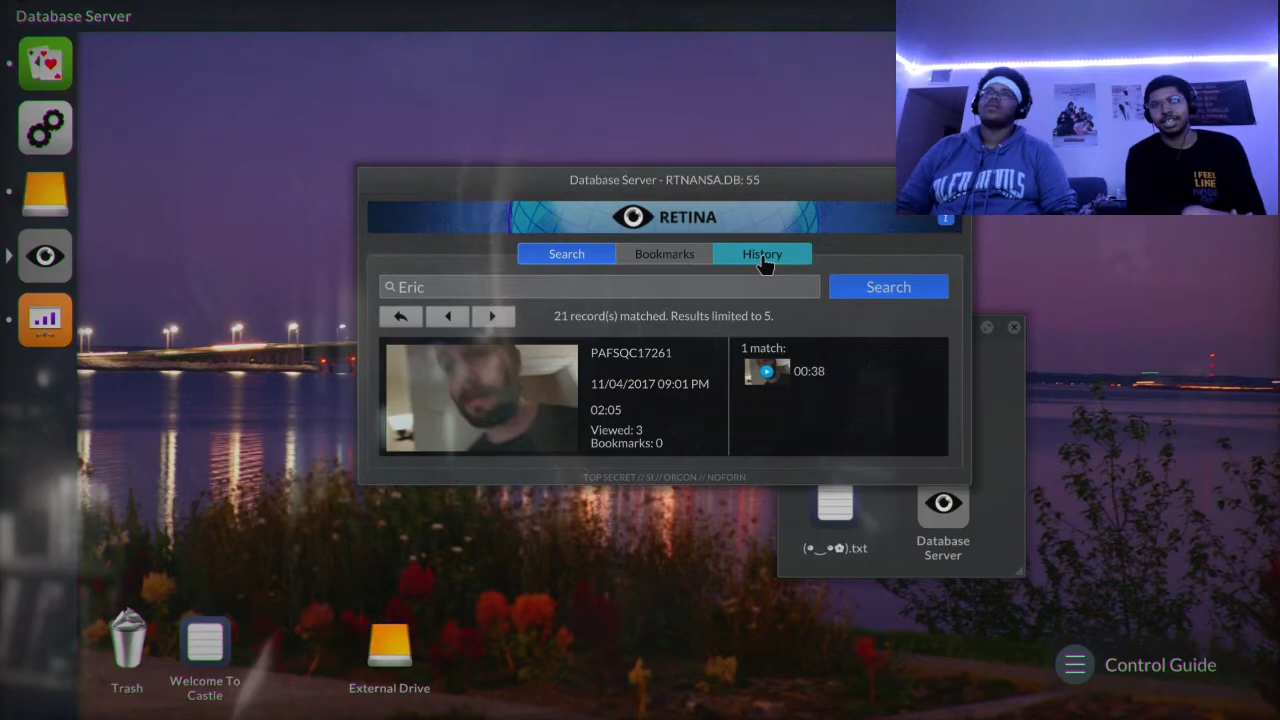 Database Server
Database Server - RTNANSA.DB: 55
RETINA
Search
Bookmarks
History
Eric
Search
21 record(s) matched. Results limited to 5.
PAFSQC17261
11/04/2017 09:01 PM
02:05
Viewed: 3
Bookmarks: 0
1 match:
00:38
TOP SECRET // SI // ORCON // NOFORN
(•‿•✿).txt
Database
Server
Trash
Welcome To
Castle
External Drive
Control Guide
I FEEL
LIKE